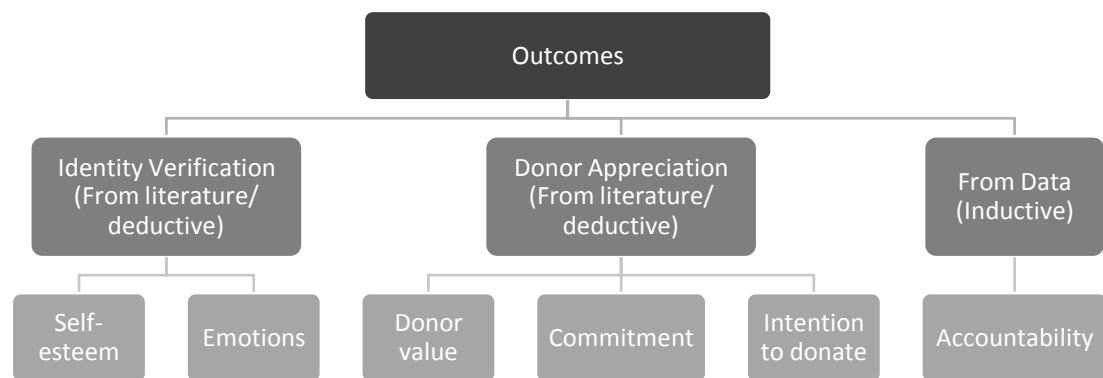 Outcomes
Identity Verification
(From literature/
deductive)
Donor Appreciation
(From literature/
deductive)
From Data
(Inductive)
Self-
esteem
Emotions
Donor
value
Commitment
Intention
to donate
Accountability